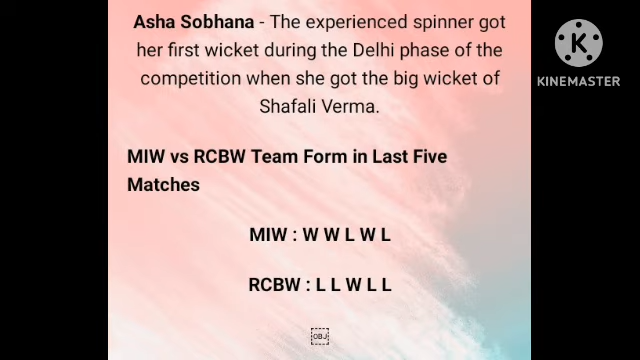 Asha Sobhana - The experienced spinner got
her first wicket during the Delhi phase of the
competition when she got the big wicket of
Shafali Verma.
KINEMASTER
MIW vs RCBW Team Form in Last Five
Matches
MIW : W W L W L
RCBW : L L W L L
OBJ